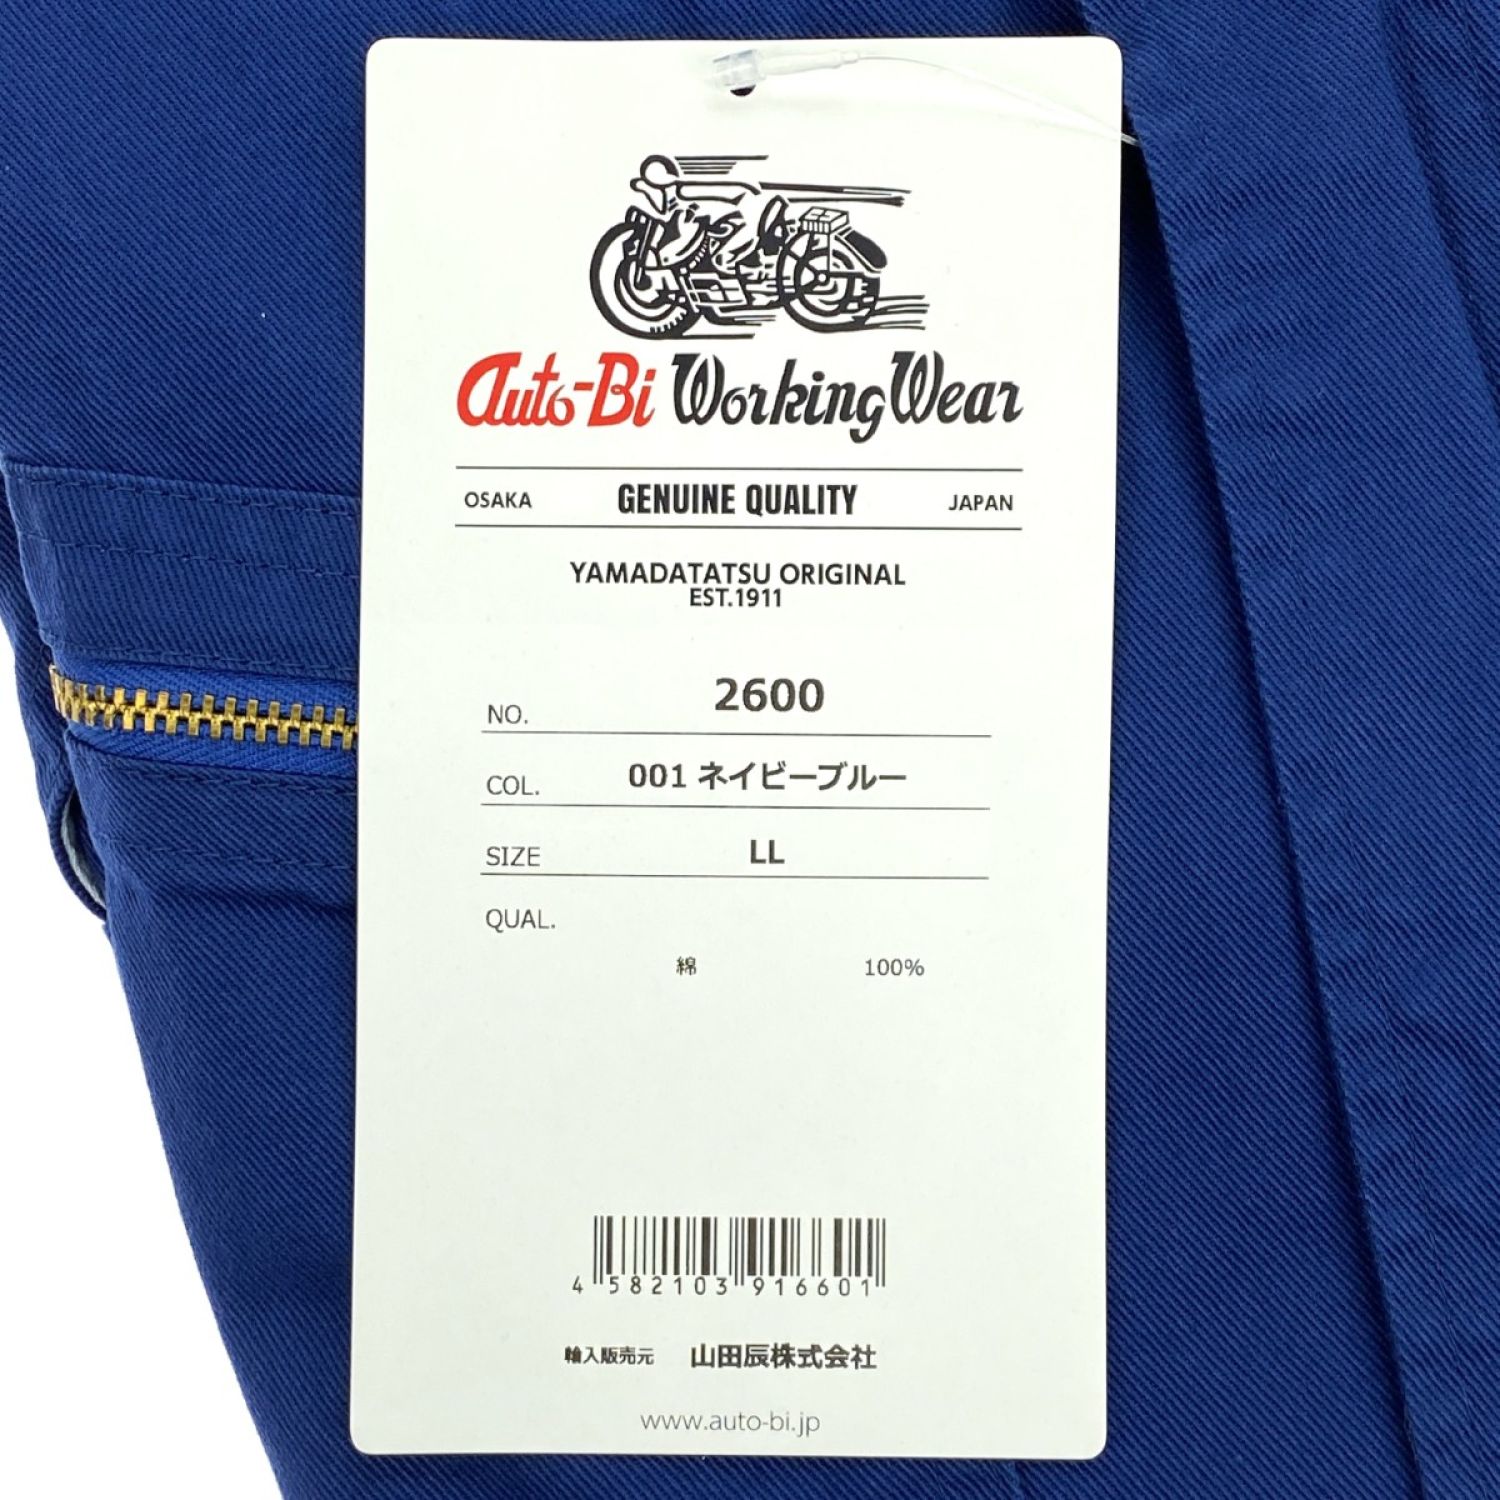 Auto-Bi Working Wear
OSAKA GENUINE QUALITY JAPAN
YAMADATATSU ORIGINAL
EST.1911
NO. 2600
COL. 001 ネイビーブルー
SIZE LL
QUAL.
綿 100%
4 582103 916601
輸入販売元 山田辰株式会社
www.auto-bi.jp